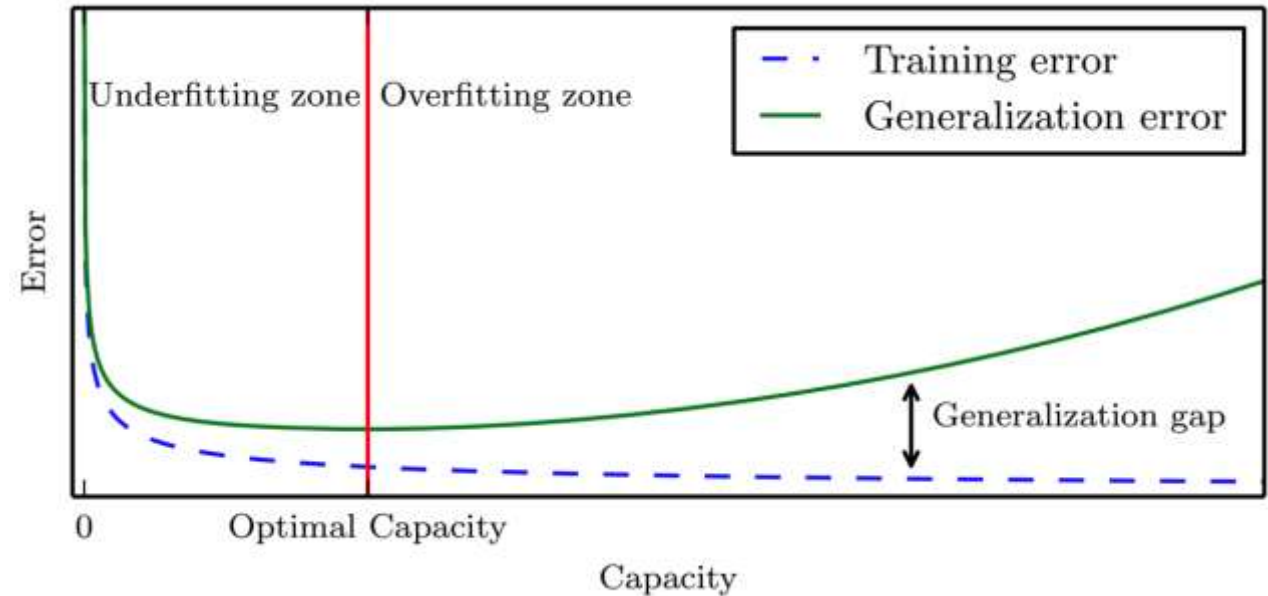 Training error
Generalization error
Underfitting zone
Overfitting zone
Error
Generalization gap
0
Optimal Capacity
Capacity